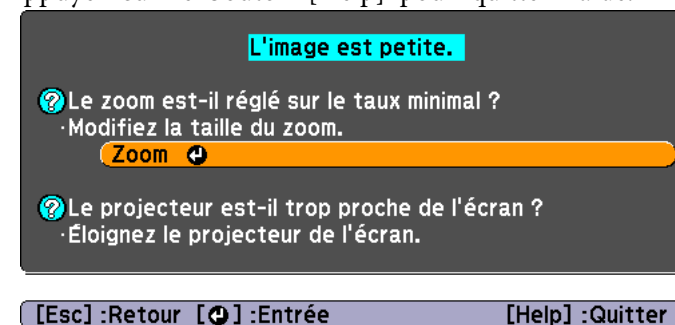 L'image est petite.
Le zoom est-il réglé sur le taux minimal ?
·Modifiez la taille du zoom.
Zoom
Le projecteur est-il trop proche de l'écran ?
·Éloignez le projecteur de l'écran.
[Esc] :Retour [⏎] :Entrée [Help] :Quitter